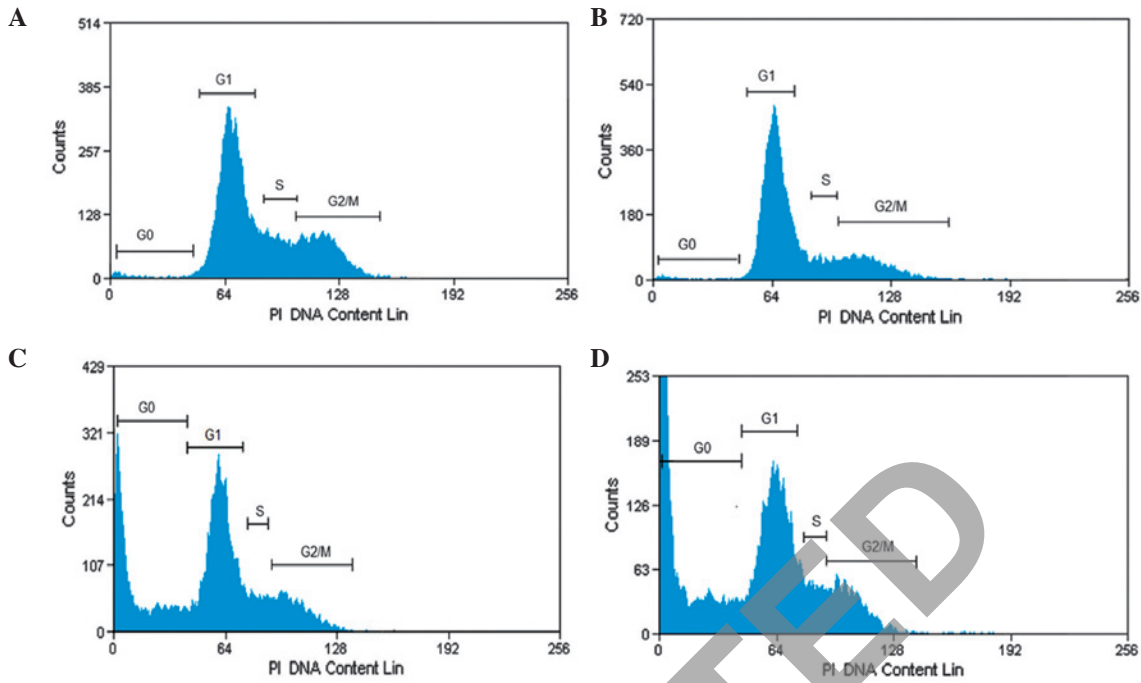 A
514
385
257
128
0
Counts
G0
G1
S
G2/M
0 64 128 192 256
PI DNA Content Lin
B
720
540
360
180
0
Counts
G0
G1
S
G2/M
0 64 128 192 256
PI DNA Content Lin
C
429
321
214
107
0
Counts
G0
G1
S
G2/M
0 64 128 192 256
PI DNA Content Lin
D
253
189
126
63
0
Counts
G0
G1
S
G2/M
0 64 128 192 256
PI DNA Content Lin
TED